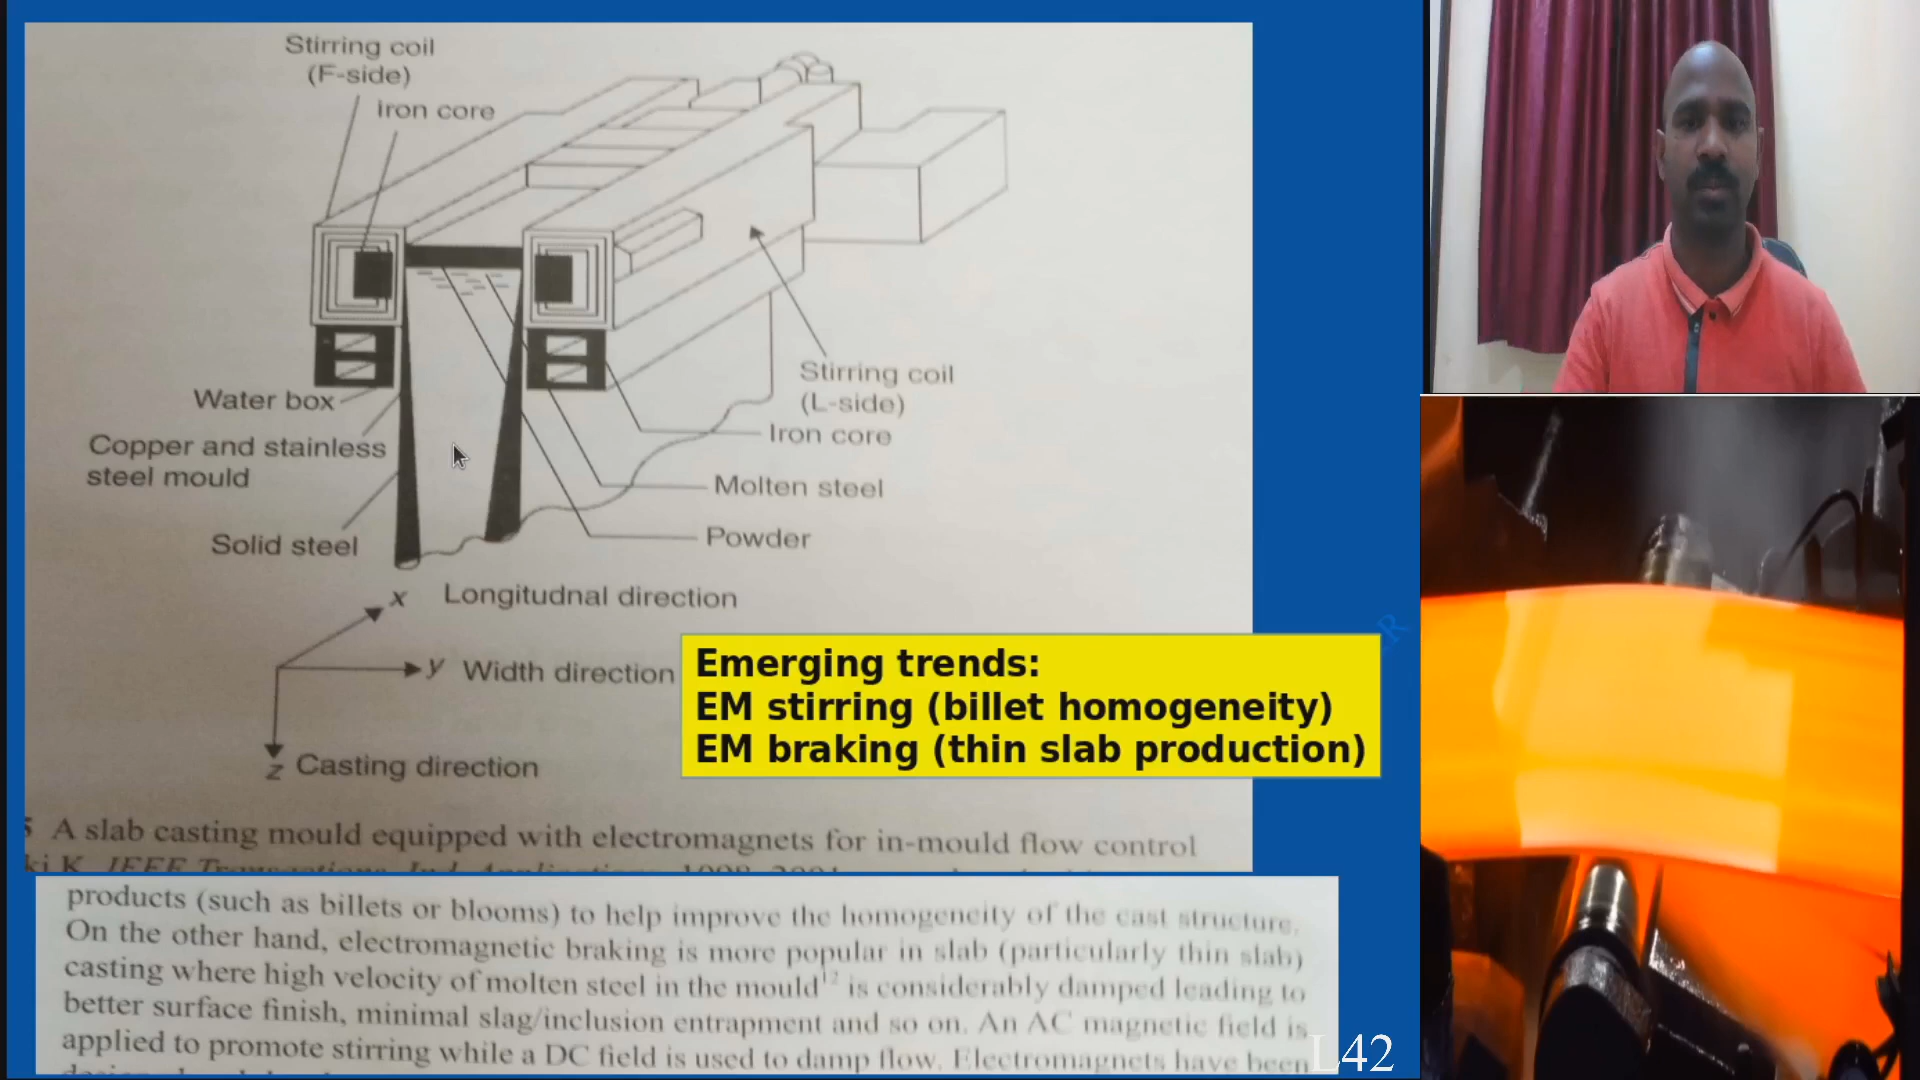 Stirring coil
(F-side)
Iron core
Water box
Copper and stainless
steel mould
Solid steel
Stirring coil
(L-side)
Iron core
Molten steel
Powder
x Longitudnal direction
y Width direction
z Casting direction
Emerging trends:
EM stirring (billet homogeneity)
EM braking (thin slab production)
A slab casting mould equipped with electromagnets for in-mould flow control
products (such as billets or blooms) to help improve the homogeneity of the cast structure.
On the other hand, electromagnetic braking is more popular in slab (particularly thin slab)
casting where high velocity of molten steel in the mould12 is considerably damped leading to
better surface finish, minimal slag/inclusion entrapment and so on. An AC magnetic field is
applied to promote stirring while a DC field is used to damp flow. Electromagnets have been
L42